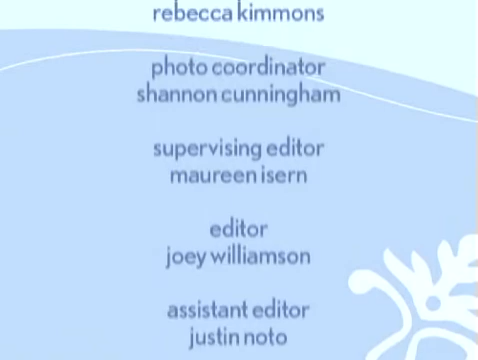 rebecca kimmons
photo coordinator
shannon cunningham
supervising editor
maureen isern
editor
joey williamson
assistant editor
justin noto